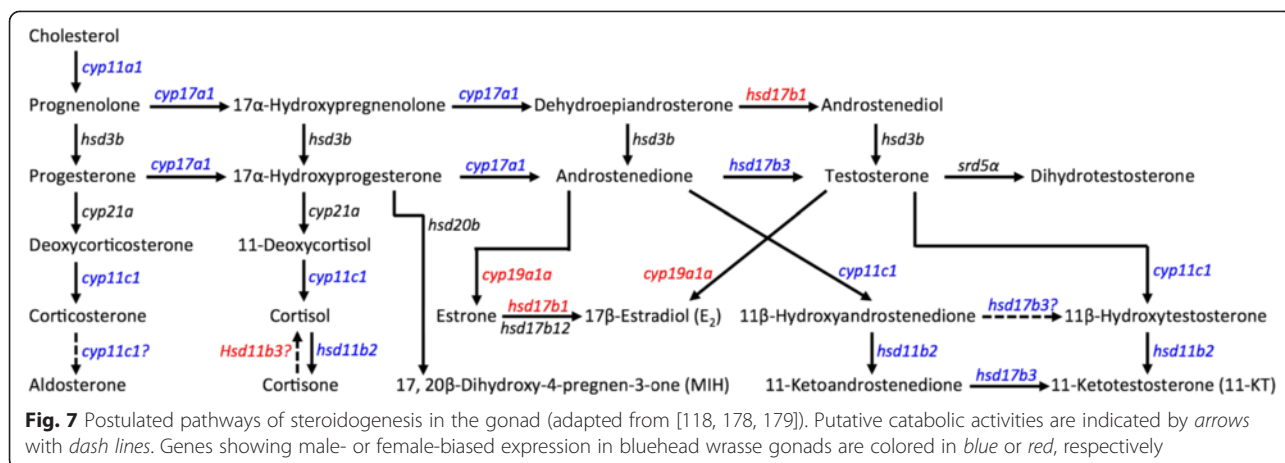 Cholesterol
cyp11a1
Prognenolone cyp17a1 17α-Hydroxypregnenolone cyp17a1 Dehydroepiandrosterone hsd17b1 Androstenediol
hsd3b hsd3b hsd3b hsd3b
Progesterone cyp17a1 17α-Hydroxyprogesterone cyp17a1 Androstenedione hsd17b3 Testosterone srd5α Dihydrotestosterone
cyp21a cyp21a hsd20b
Deoxycorticosterone 11-Deoxycortisol
cyp11c1 cyp11c1 cyp19a1a cyp19a1a cyp11c1 cyp11c1
Corticosterone Cortisol Estrone hsd17b1 hsd17b12 17β-Estradiol (E2) 11β-Hydroxyandrostenedione hsd17b3? 11β-Hydroxytestosterone
cyp11c1? Hsd11b3? hsd11b2 hsd11b2 hsd11b2
Aldosterone Cortisone 17, 20β-Dihydroxy-4-pregnen-3-one (MIH) 11-Ketoandrostenedione hsd17b3 11-Ketotestosterone (11-KT)
Fig. 7 Postulated pathways of steroidogenesis in the gonad (adapted from [118, 178, 179]). Putative catabolic activities are indicated by arrows
with dash lines. Genes showing male- or female-biased expression in bluehead wrasse gonads are colored in blue or red, respectively